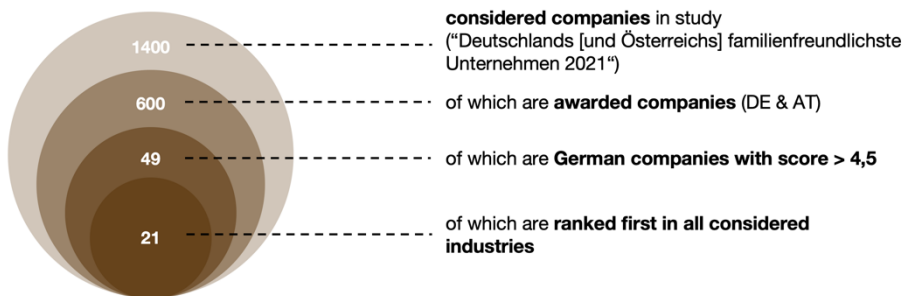 considered companies in study
1400
(“Deutschlands [und Österreichs] familienfreundlichste
Unternehmen 2021“)
600
of which are awarded companies (DE & AT)
49
of which are German companies with score > 4,5
of which are ranked first in all considered
21
industries